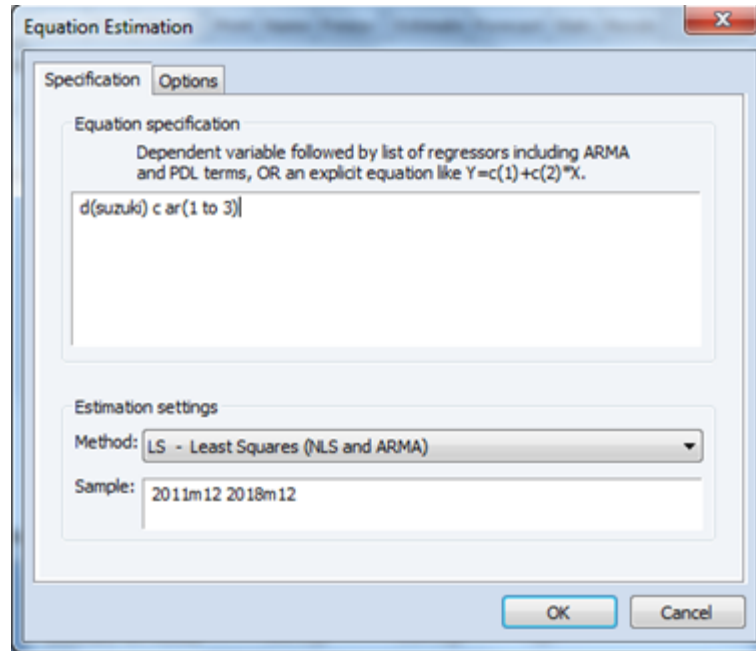 Equation Estimation
Specification
Options
Equation specification
Dependent variable followed by list of regressors including ARMA
and PDL terms, OR an explicit equation like Y=c(1)+c(2)*X.
d(suzuki) c ar(1 to 3)
Estimation settings
Method: LS - Least Squares (NLS and ARMA)
Sample: 2011m12 2018m12
OK
Cancel